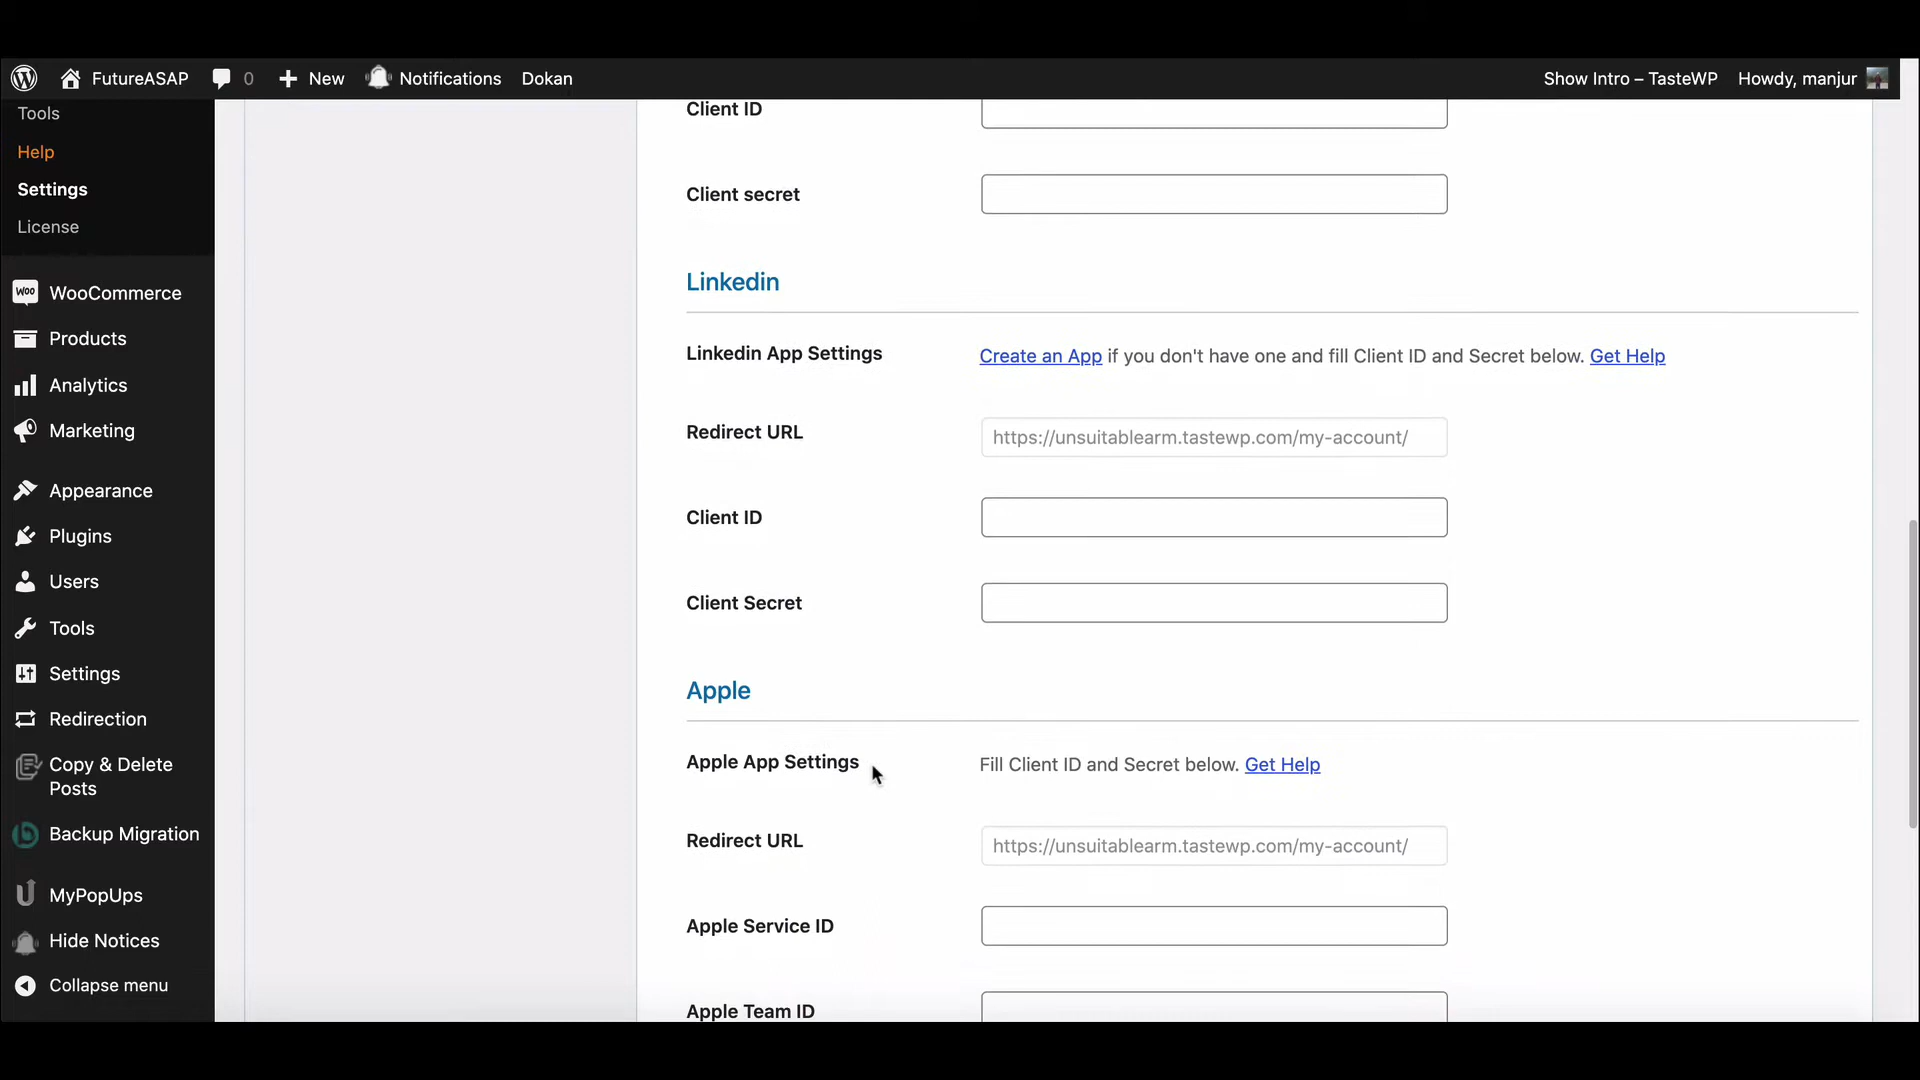 FutureASAP
0
New
Notifications
Dokan
Show Intro – TasteWP
Howdy, manjur
Tools
Help
Settings
License
WOO
WooCommerce
Products
Analytics
Marketing
Appearance
Plugins
Users
Tools
Settings
Redirection
Copy & Delete
Posts
Backup Migration
MyPopUps
Hide Notices
Collapse menu
Client ID
Client secret
Linkedin
Linkedin App Settings
Create an App if you don't have one and fill Client ID and Secret below. Get Help
Redirect URL
https://unsuitablearm.tastewp.com/my-account/
Client ID
Client Secret
Apple
Apple App Settings
Fill Client ID and Secret below. Get Help
Redirect URL
https://unsuitablearm.tastewp.com/my-account/
Apple Service ID
Apple Team ID